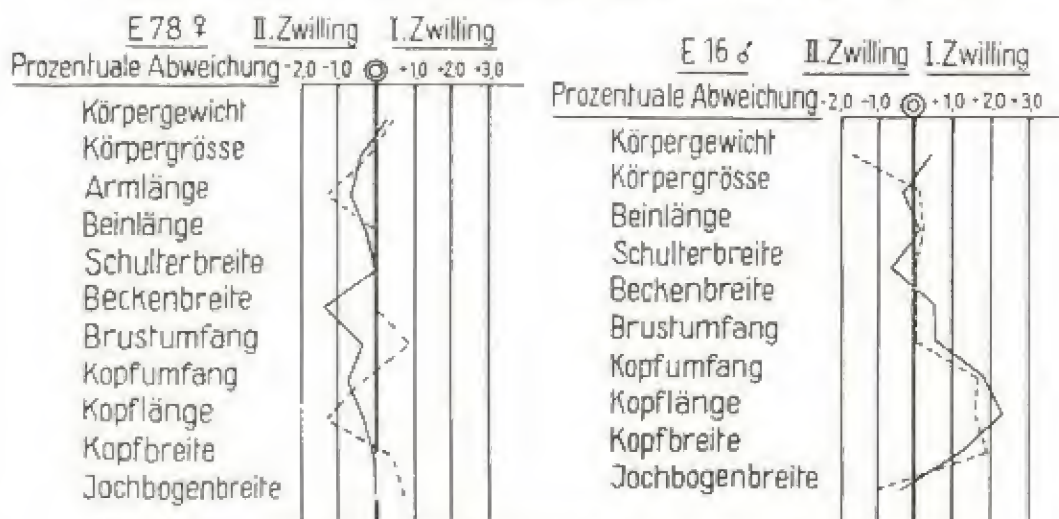 E 78 ♀ II.Zwilling I.Zwilling
Prozentuale Abweichung -2,0 -1,0 +1,0 +2,0 +3,0
Körpergewicht
Körpergrösse
Armlänge
Beinlänge
Schulterbreite
Beckenbreite
Brustumfang
Kopfumfang
Kopflänge
Kopfbreite
Jochbogenbreite
E 16 ♂ II.Zwilling I.Zwilling
Prozentuale Abweichung -2,0 -1,0 +1,0 +2,0 +3,0
Körpergewicht
Körpergrösse
Beinlänge
Schulterbreite
Beckenbreite
Brustumfang
Kopfumfang
Kopflänge
Kopfbreite
Jochbogenbreite